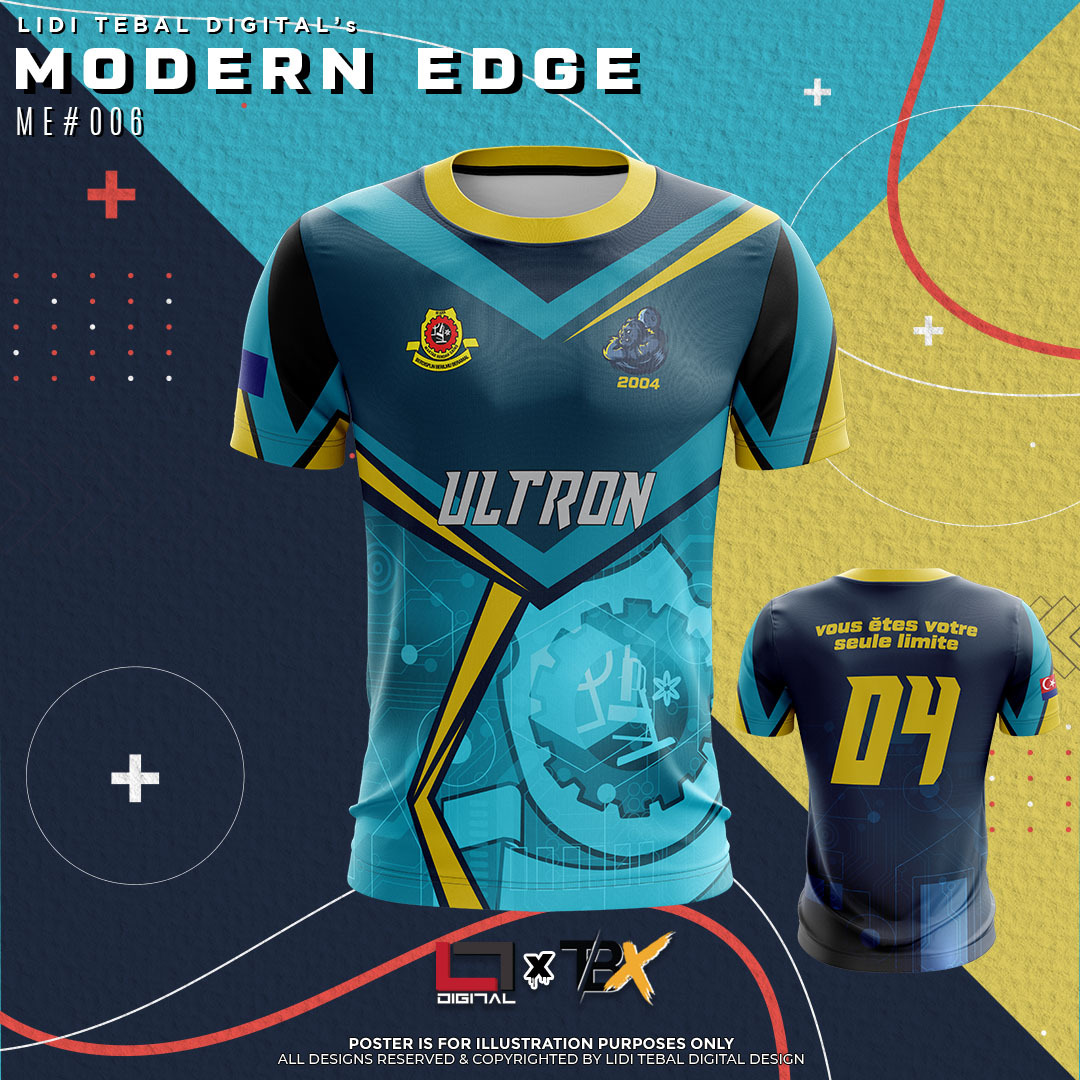 LIDI TEBAL DIGITAL's
MODERN EDGE
ME#006
2004
ULTRON
vous êtes votre
seule limite
04
DIGITAL
X
TBX
POSTER IS FOR ILLUSTRATION PURPOSES ONLY
ALL DESIGNS RESERVED & COPYRIGHTED BY LIDI TEBAL DIGITAL DESIGN